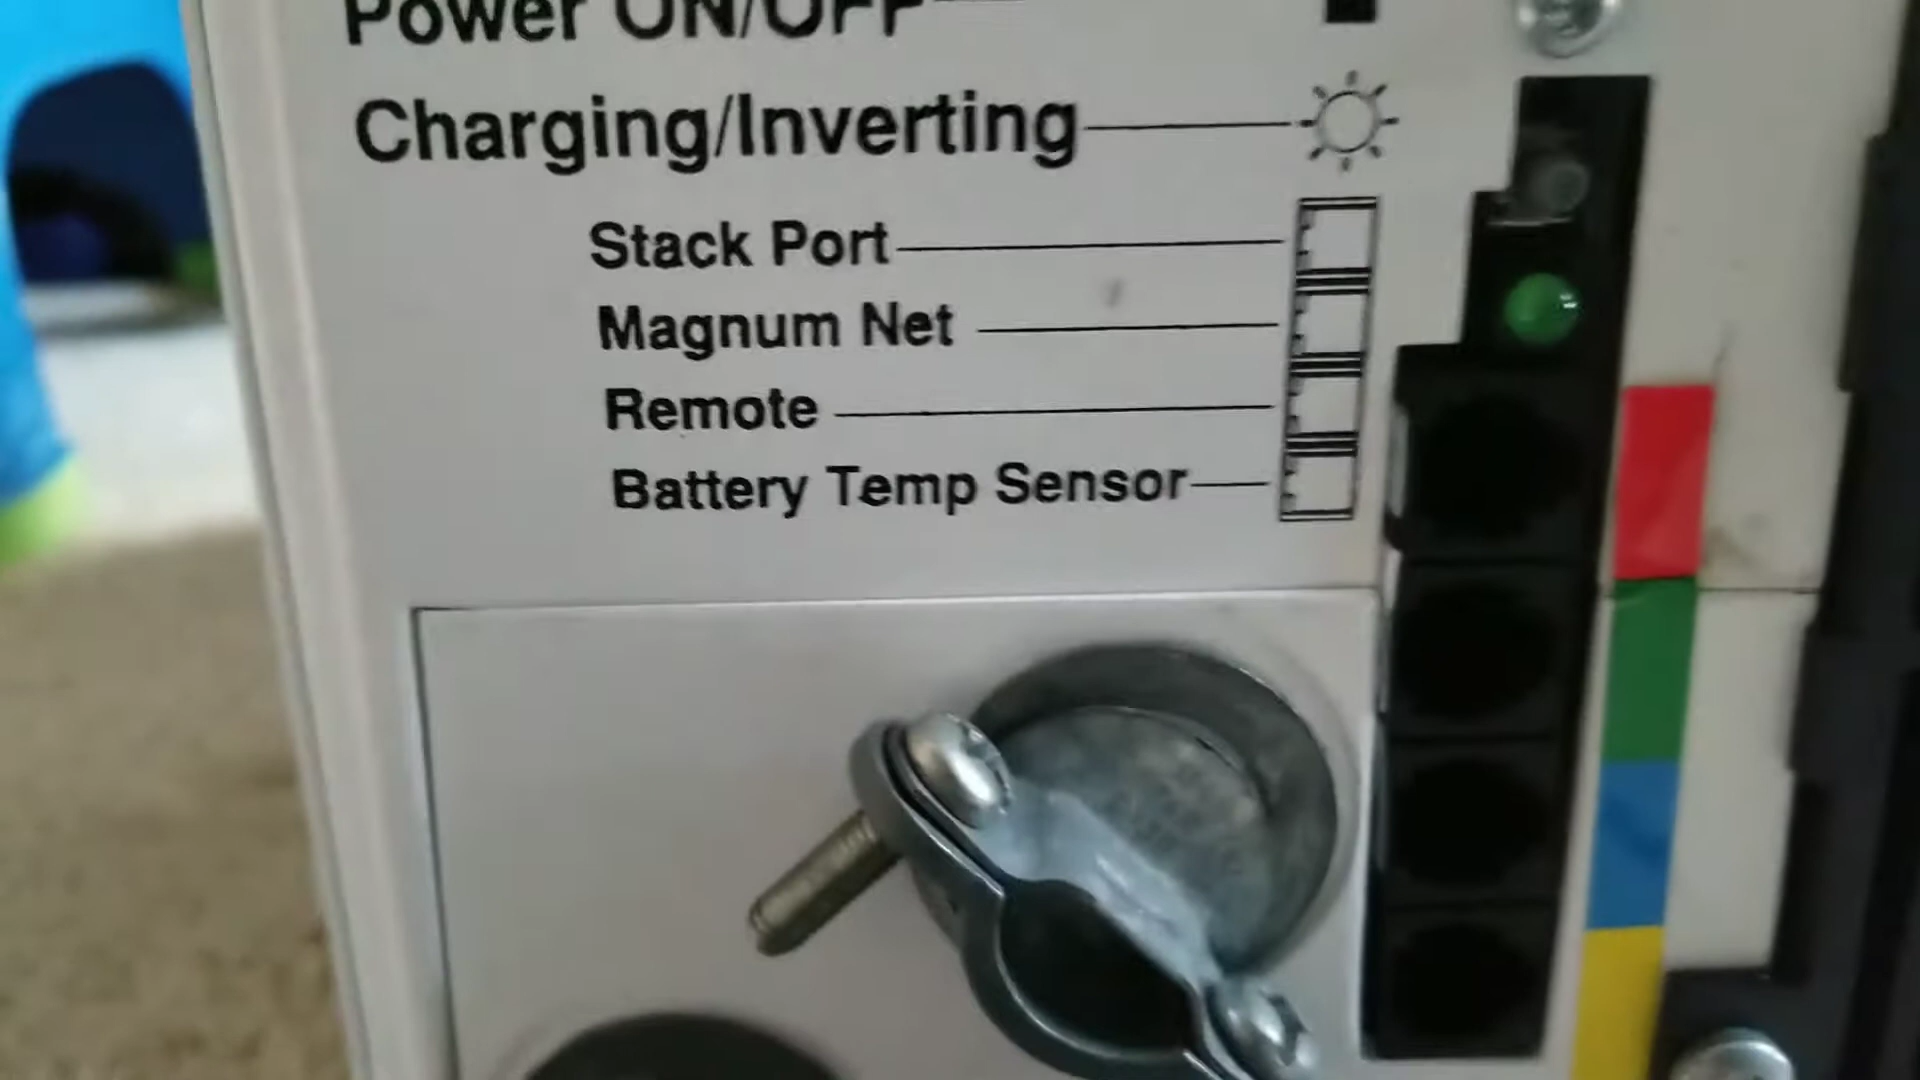 Power ON/OFF
Charging/Inverting
Stack Port
Magnum Net
Remote
Battery Temp Sensor